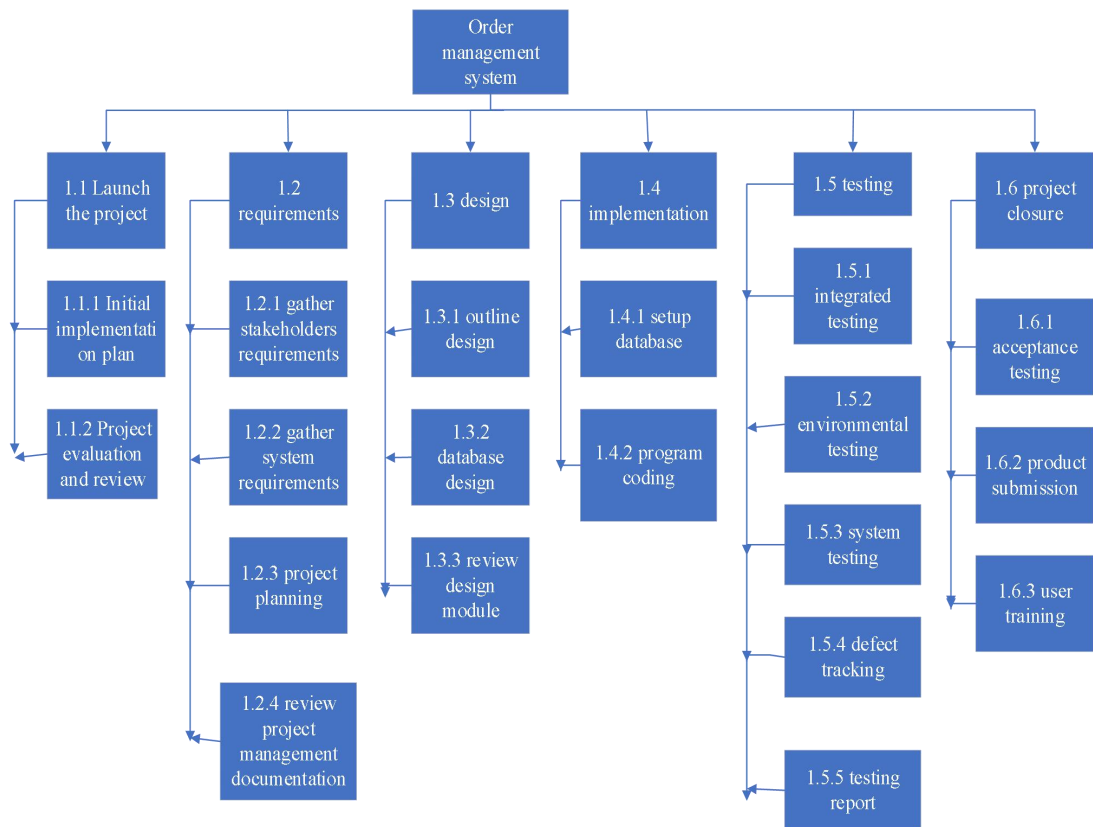 Order
management
system
1.1 Launch
the project
1.2
requirements
1.3 design
1.4
implementation
1.5 testing
1.6 project
closure
1.1.1 Initial
implementati
on plan
1.1.2 Project
evaluation
and review
1.2.1 gather
stakeholders
requirements
1.2.2 gather
system
requirements
1.2.3 project
planning
1.2.4 review
project
management
documentation
1.3.1 outline
design
1.3.2
database
design
1.3.3 review
design
module
1.4.1 setup
database
1.4.2 program
coding
1.5.1
integrated
testing
1.5.2
environmental
testing
1.5.3 system
testing
1.5.4 defect
tracking
1.5.5 testing
report
1.6.1
acceptance
testing
1.6.2 product
submission
1.6.3 user
training